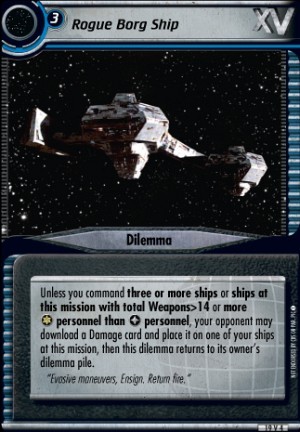 3
Rogue Borg Ship
XV
Dilemma
Unless you command three or more ships or ships at
this mission with total Weapons>14 or more
personnel than personnel, your opponent may
download a Damage card and place it on one of your ships
at this mission, then this dilemma returns to its owner's
dilemma pile.
"Evasive maneuvers, Ensign. Return fire."
19 V 4